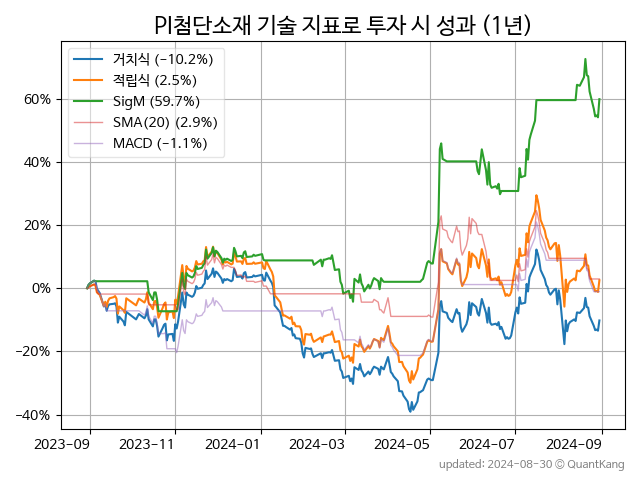 PI첨단소재 기술 지표로 투자 시 성과 (1년)
거치식 (−10.2%)
적립식 (2.5%)
SigM (59.7%)
SMA(20) (2.9%)
MACD (−1.1%)
60%
40%
20%
0%
−20%
−40%
2023-09 2023-11 2024-01 2024-03 2024-05 2024-07 2024-09
updated: 2024-08-30 © QuantKang